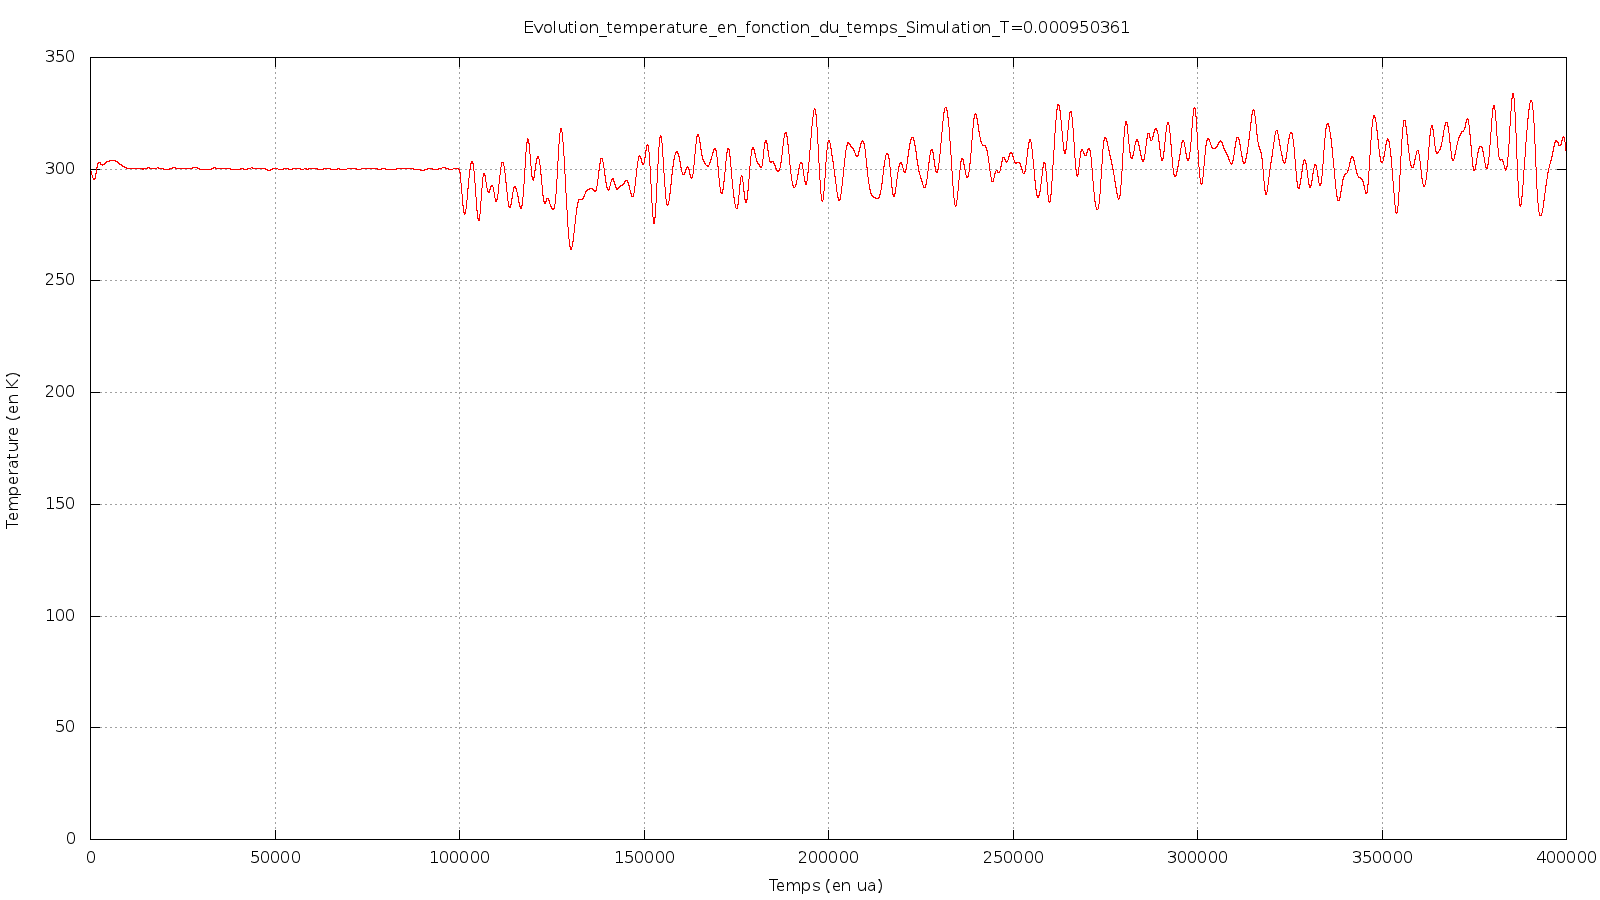 Evolution_temperature_en_fonction_du_temps_Simulation_T=0.000950361
350
300
250
200
150
100
50
0
Temperature (en K)
0 50000 100000 150000 200000 250000 300000 350000 400000
Temps (en ua)